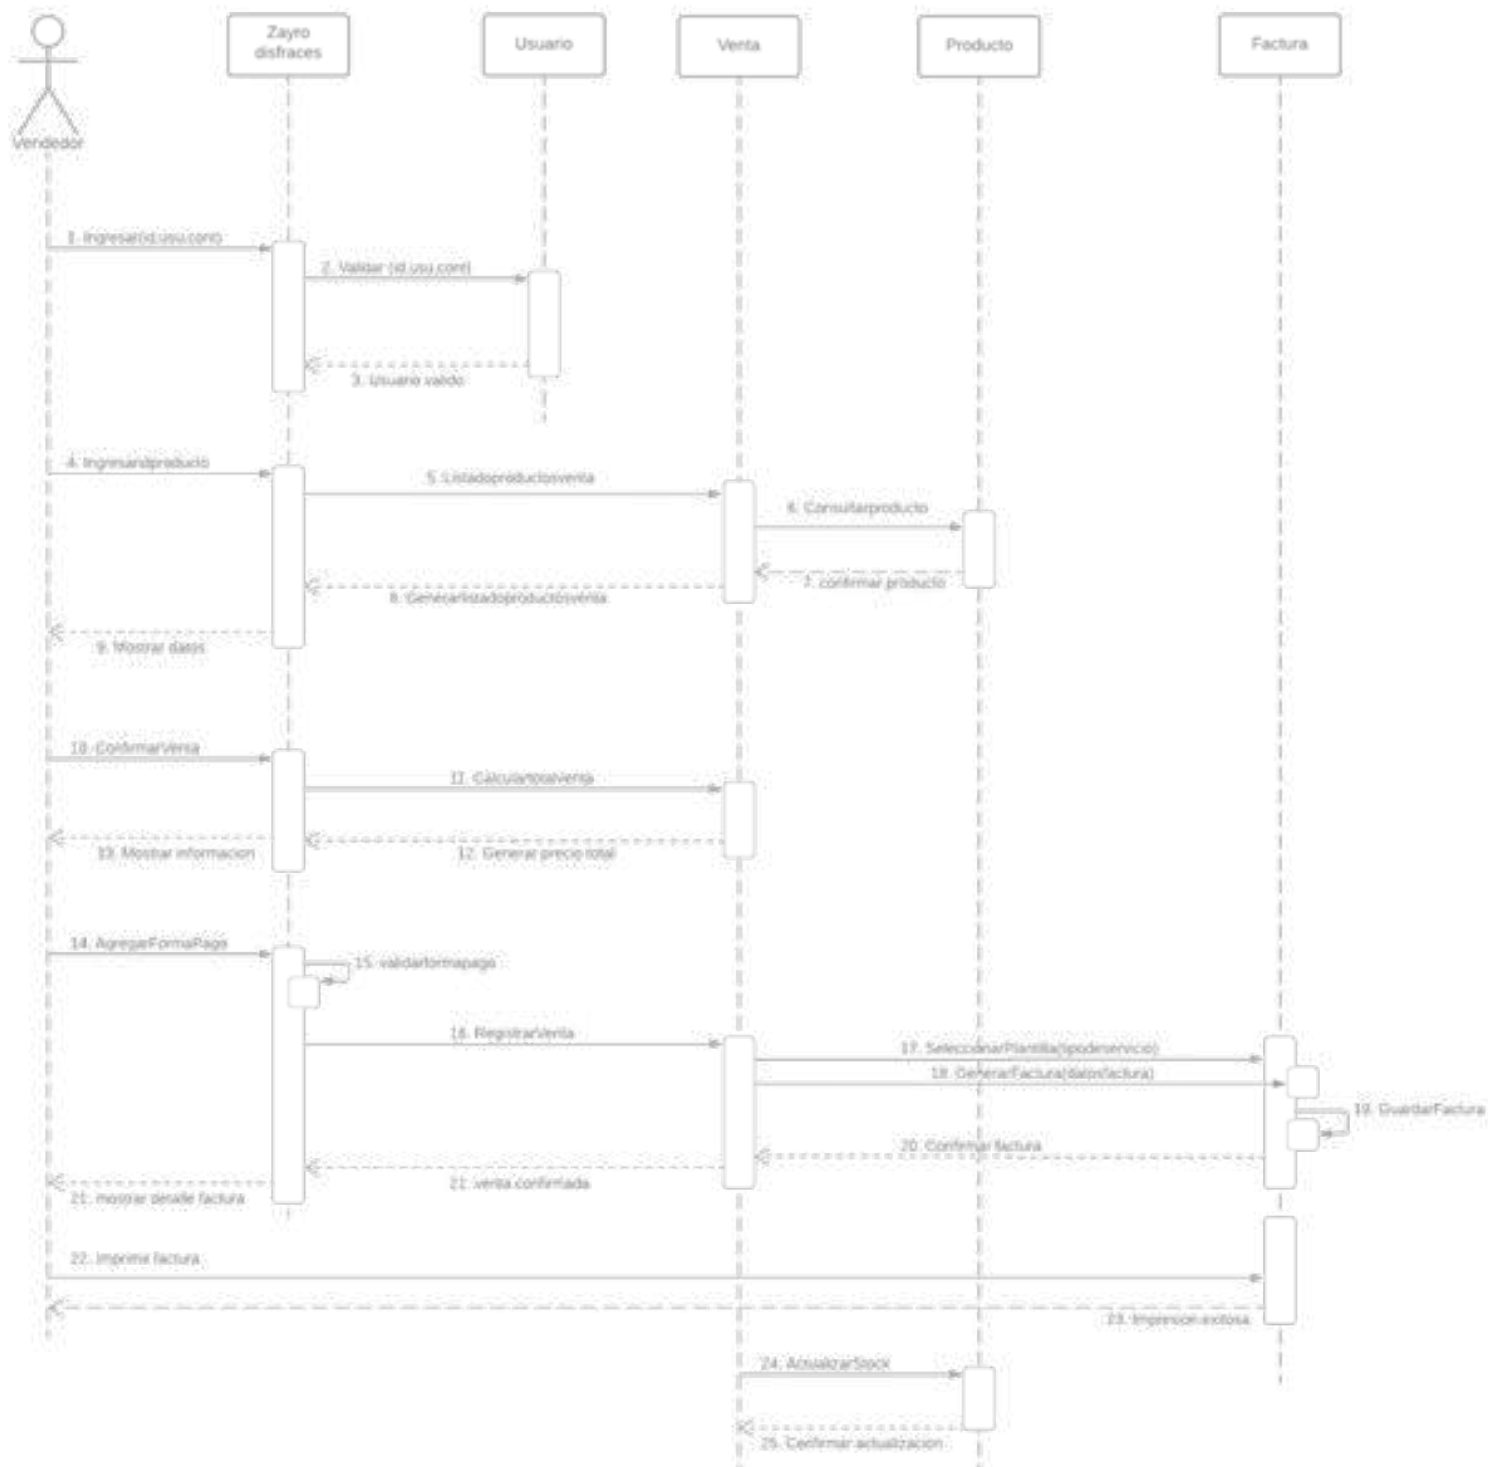 Zayro
disfraces
Usuario
Venta
Producto
Factura
Vendedor
1. Ingresar(id,usu,cont)
2. Validar (id,usu,cont)
3. Usuario valido
4. Ingresaridproducto
5. Listadoproductosventa
6. Consultarproducto
7. confirmar producto
8. Generarlistadoproductosventa
9. Mostrar datos
10. ConfirmarVenta
11. Calculartotalventa
12. Generar precio total
13. Mostrar informacion
14. AgregarFormaPago
15. validarformapago
16. RegistrarVenta
17. SeleccionarPlantilla(tipodeservicio)
18. GenerarFactura(datosfactura)
19. GuardarFactura
20. Confirmar factura
21. venta confirmada
21. mostrar detalle factura
22. Imprimir factura
23. Impresion exitosa
24. ActualizarStock
25. Confirmar actualizacion